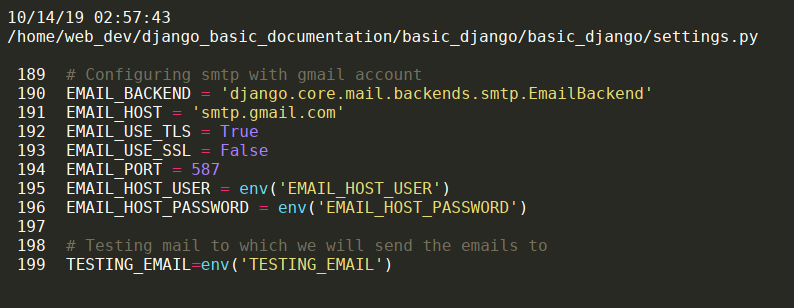 10/14/19 02:57:43
/home/web_dev/django_basic_documentation/basic_django/basic_django/settings.py
189 # Configuring smtp with gmail account
190 EMAIL_BACKEND = 'django.core.mail.backends.smtp.EmailBackend'
191 EMAIL_HOST = 'smtp.gmail.com'
192 EMAIL_USE_TLS = True
193 EMAIL_USE_SSL = False
194 EMAIL_PORT = 587
195 EMAIL_HOST_USER = env('EMAIL_HOST_USER')
196 EMAIL_HOST_PASSWORD = env('EMAIL_HOST_PASSWORD')
197
198 # Testing mail to which we will send the emails to
199 TESTING_EMAIL=env('TESTING_EMAIL')